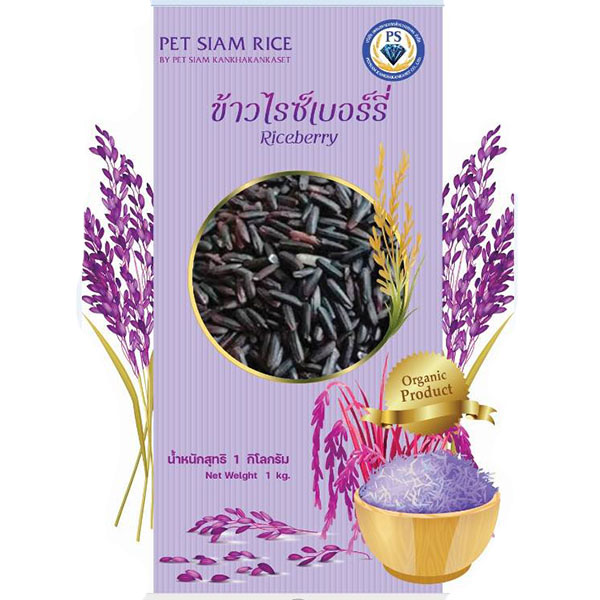 PET SIAM RICE
BY PET SIAM KANKHAKANKASET
PS
ข้าวไรซ์เบอร์รี่
Riceberry
Organic
Product
น้ำหนักสุทธิ 1 กิโลกรัม
Net Weight 1 kg.